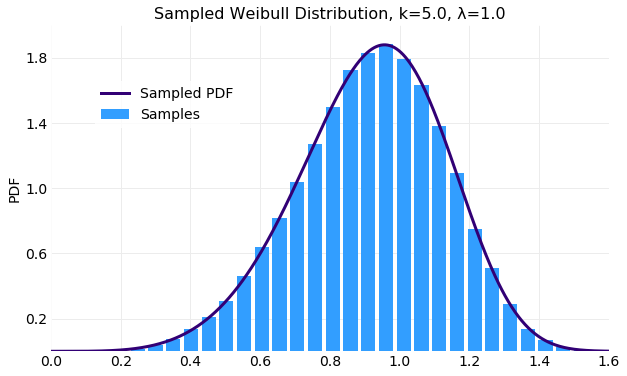 Sampled Weibull Distribution, k=5.0, λ=1.0
PDF
1.8
1.4
1.0
0.6
0.2
Sampled PDF
Samples
0.0 0.2 0.4 0.6 0.8 1.0 1.2 1.4 1.6